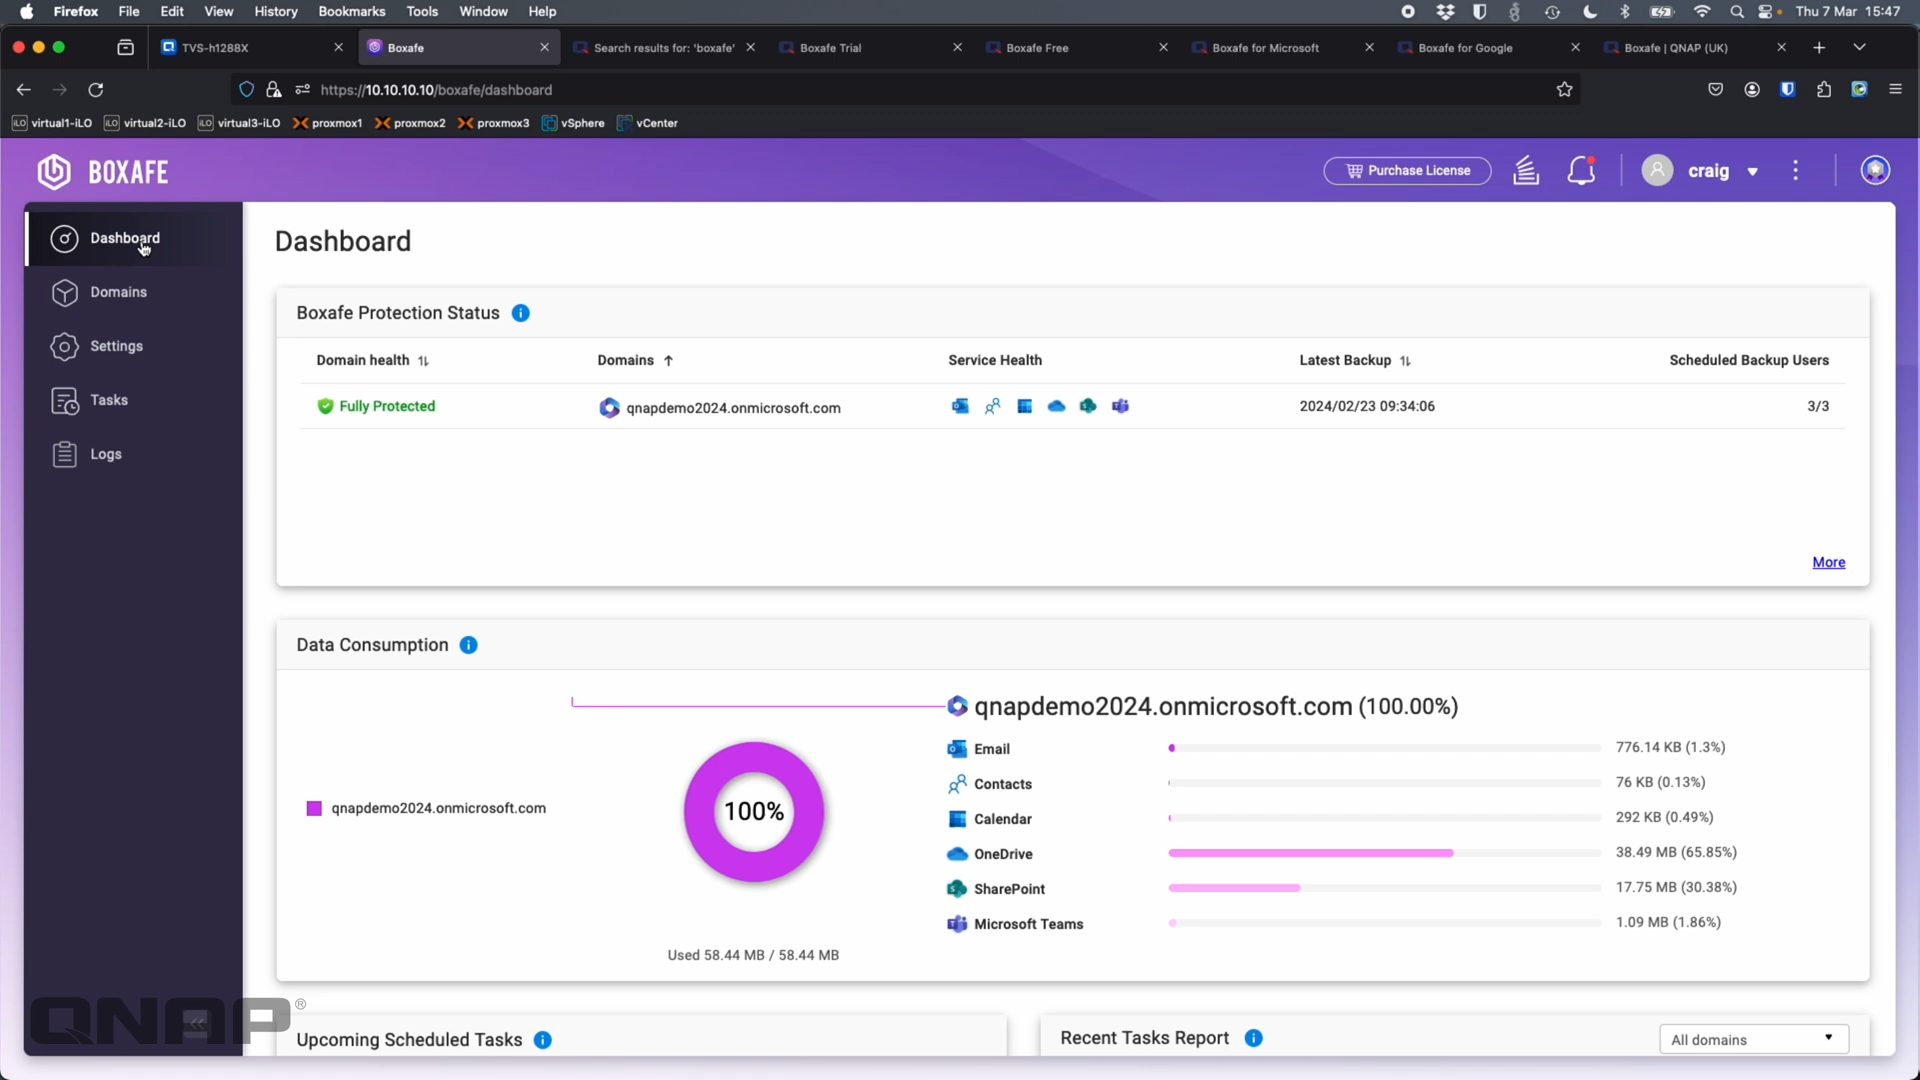 Firefox File Edit View History Bookmarks Tools Window Help Thu 7 Mar 15:47
TVS-h1288X Boxafe Search results for: 'boxafe' Boxafe Trial Boxafe Free Boxafe for Microsoft Boxafe for Google Boxafe | QNAP (UK)
https://10.10.10.10/boxafe/dashboard
iLO virtual1-iLO iLO virtual2-iLO iLO virtual3-iLO proxmox1 proxmox2 proxmox3 vSphere vCenter
BOXAFE Purchase License craig
Dashboard
Domains
Settings
Tasks
Logs
Dashboard
Boxafe Protection Status
Domain health Domains Service Health Latest Backup Scheduled Backup Users
Fully Protected qnapdemo2024.onmicrosoft.com 2024/02/23 09:34:06 3/3
More
Data Consumption
qnapdemo2024.onmicrosoft.com
100%
Used 58.44 MB / 58.44 MB
qnapdemo2024.onmicrosoft.com (100.00%)
Email 776.14 KB (1.3%)
Contacts 76 KB (0.13%)
Calendar 292 KB (0.49%)
OneDrive 38.49 MB (65.85%)
SharePoint 17.75 MB (30.38%)
Microsoft Teams 1.09 MB (1.86%)
QNAP®
Upcoming Scheduled Tasks
Recent Tasks Report All domains